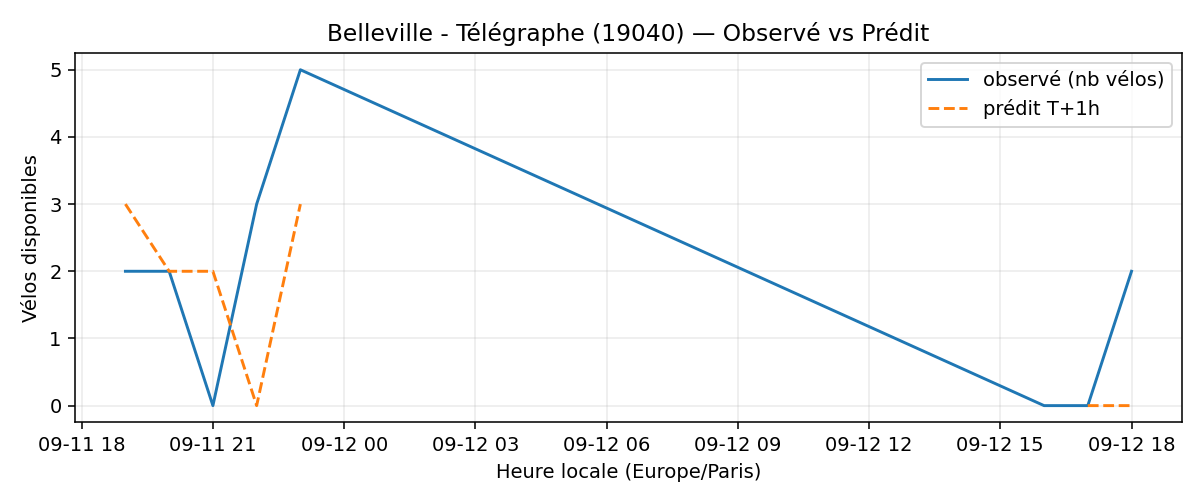 Belleville - Télégraphe (19040) — Observé vs Prédit
observé (nb vélos)
prédit T+1h
Vélos disponibles
5
4
3
2
1
0
09-11 18 09-11 21 09-12 00 09-12 03 09-12 06 09-12 09 09-12 12 09-12 15 09-12 18
Heure locale (Europe/Paris)